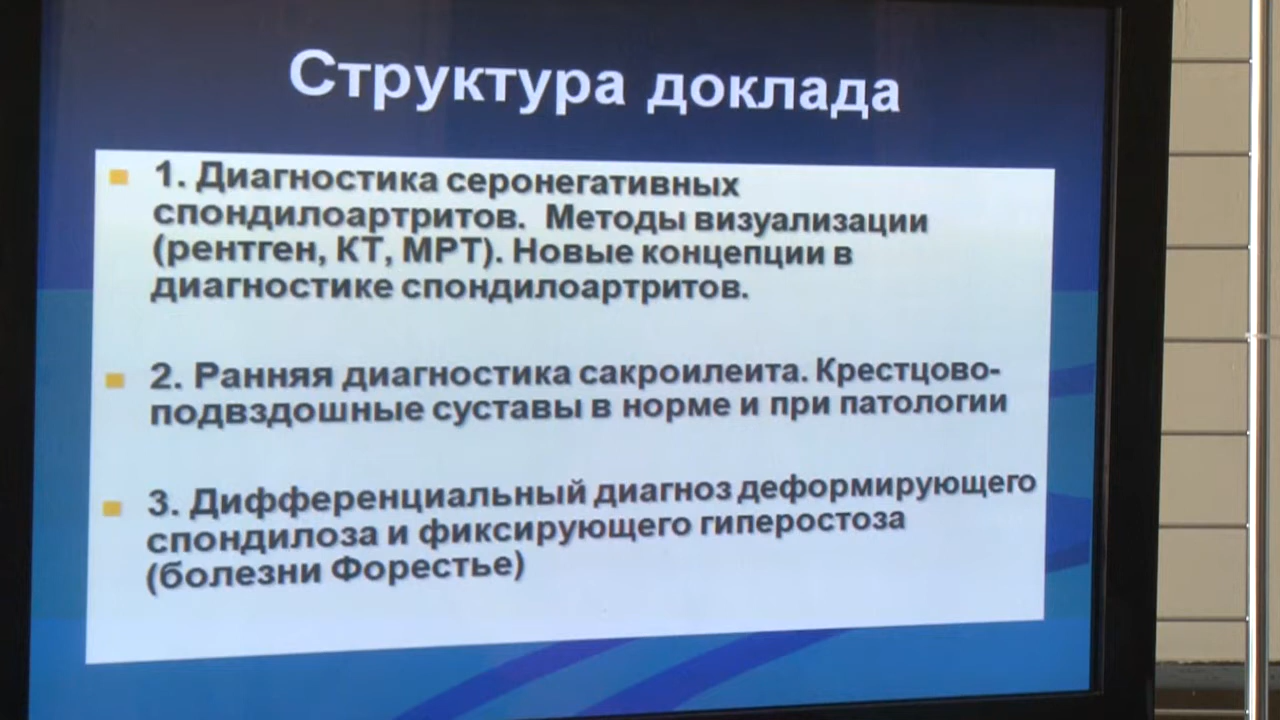 Структура доклада
1. Диагностика серонегативных
спондилоартритов. Методы визуализации
(рентген, КТ, МРТ). Новые концепции в
диагностике спондилоартритов.
2. Ранняя диагностика сакроилеита. Крестцово-
подвздошные суставы в норме и при патологии
3. Дифференциальный диагноз деформирующего
спондилоза и фиксирующего гиперостоза
(болезни Форестье)